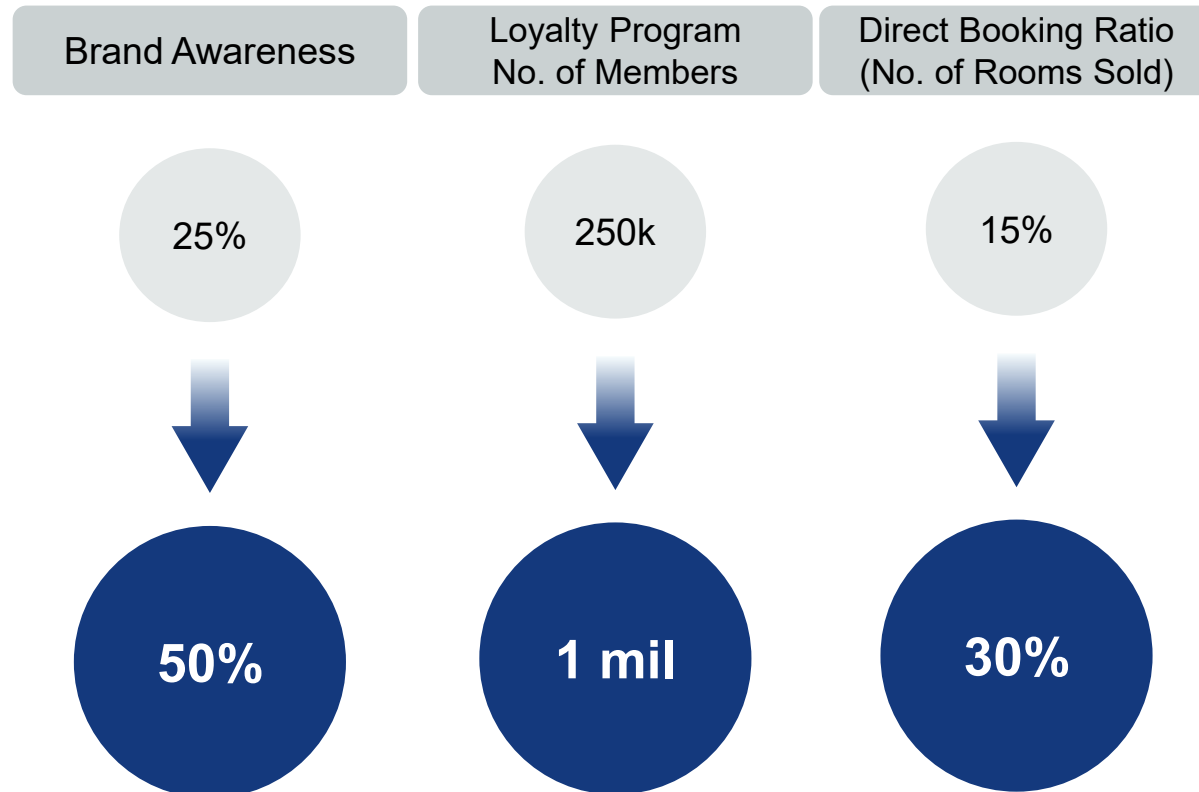 Brand Awareness
Loyalty Program
No. of Members
Direct Booking Ratio
(No. of Rooms Sold)
25%
250k
15%
50%
1 mil
30%